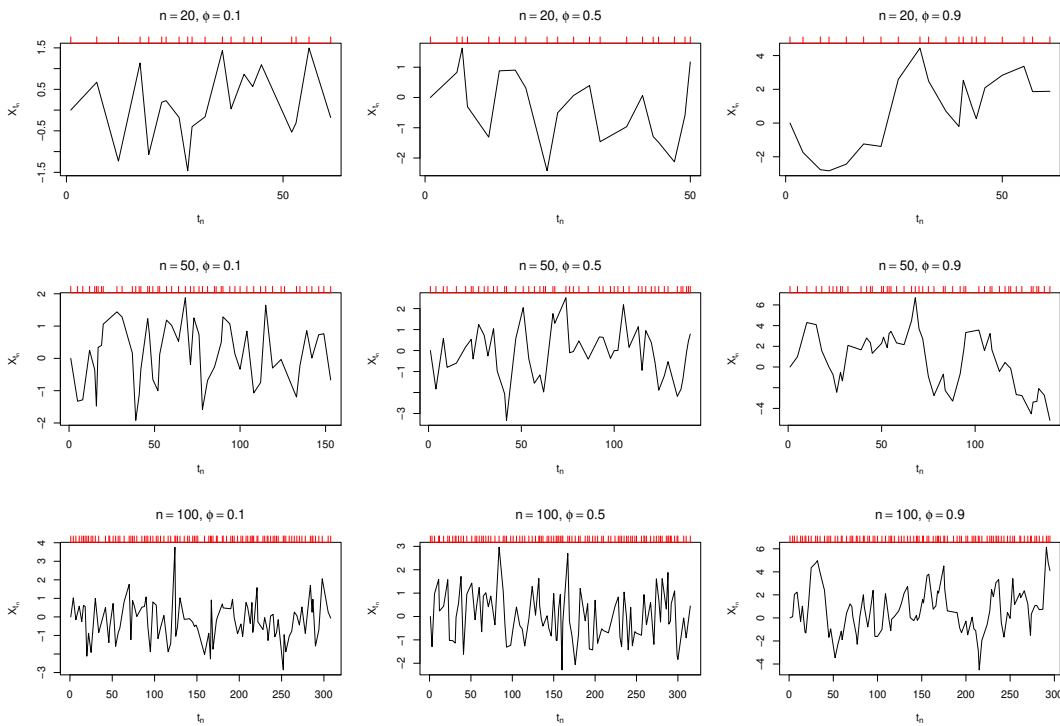 n = 20, ϕ = 0.1
n = 20, ϕ = 0.5
n = 20, ϕ = 0.9
X_{t_n}
−1.5 −0.5 0.5 1.5
0 50
t_n
X_{t_n}
−2 −1 0 1
0 10 20 30 40 50
t_n
X_{t_n}
−2 0 2 4
0 50
t_n
n = 50, ϕ = 0.1
n = 50, ϕ = 0.5
n = 50, ϕ = 0.9
X_{t_n}
−2 −1 0 1 2
0 50 100 150
t_n
X_{t_n}
−3 −1 0 1 2
0 50 100
t_n
X_{t_n}
−4 0 2 4 6
0 50 100
t_n
n = 100, ϕ = 0.1
n = 100, ϕ = 0.5
n = 100, ϕ = 0.9
X_{t_n}
−3 −1 0 1 2 3 4
0 50 100 150 200 250 300
t_n
X_{t_n}
−2 −1 0 1 2 3
0 50 100 150 200 250 300
t_n
X_{t_n}
−4 −2 0 2 4 6
0 50 100 150 200 250 300
t_n